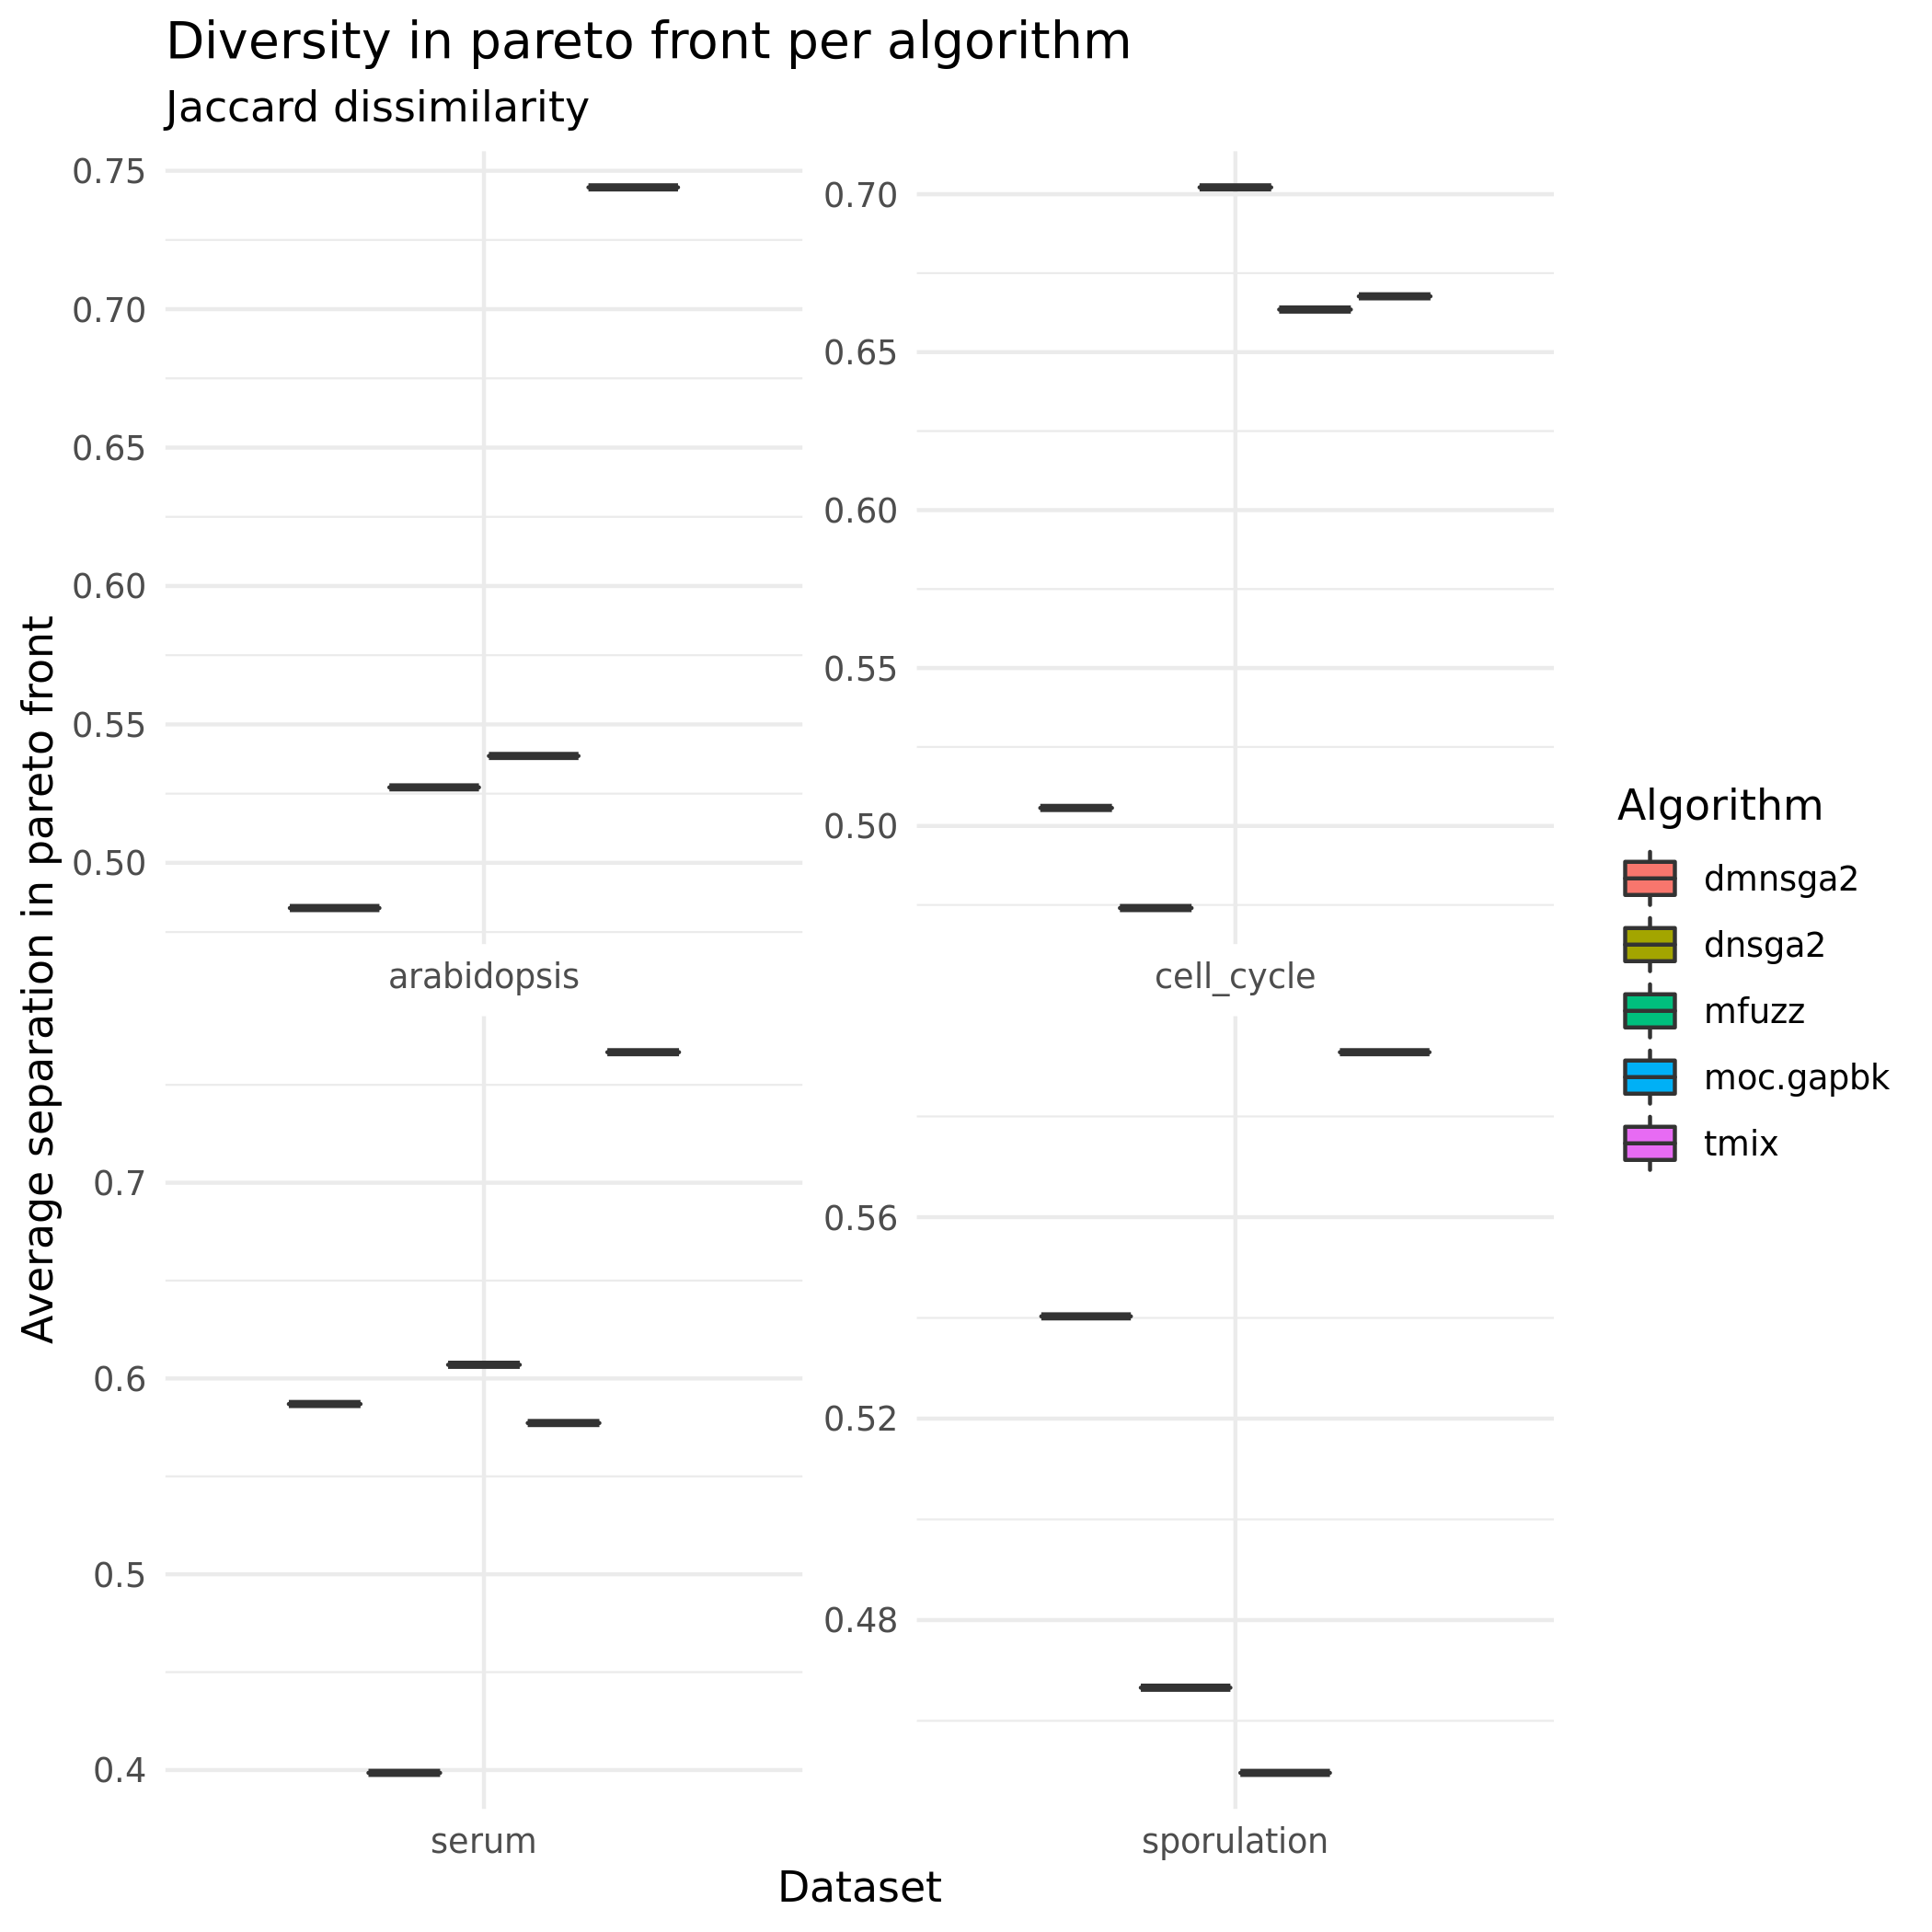 Diversity in pareto front per algorithm
Jaccard dissimilarity
Average separation in pareto front
0.75
0.70
0.65
0.60
0.55
0.50
arabidopsis
0.70
0.65
0.60
0.55
0.50
cell_cycle
0.7
0.6
0.5
0.4
serum
0.56
0.52
0.48
sporulation
Dataset
Algorithm
dmnsga2
dnsga2
mfuzz
moc.gapbk
tmix